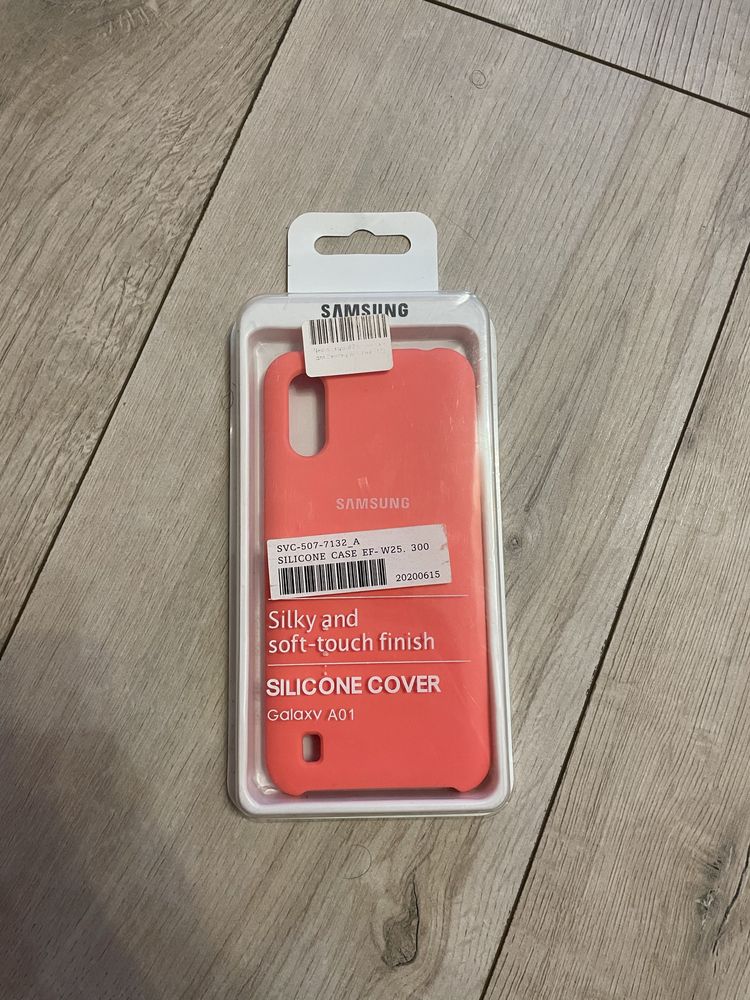 SAMSUNG
SAMSUNG
SVC-507-7132_A
SILICONE CASE EF-W25. 300
20200615
Silky and
soft-touch finish
SILICONE COVER
Galaxy A01